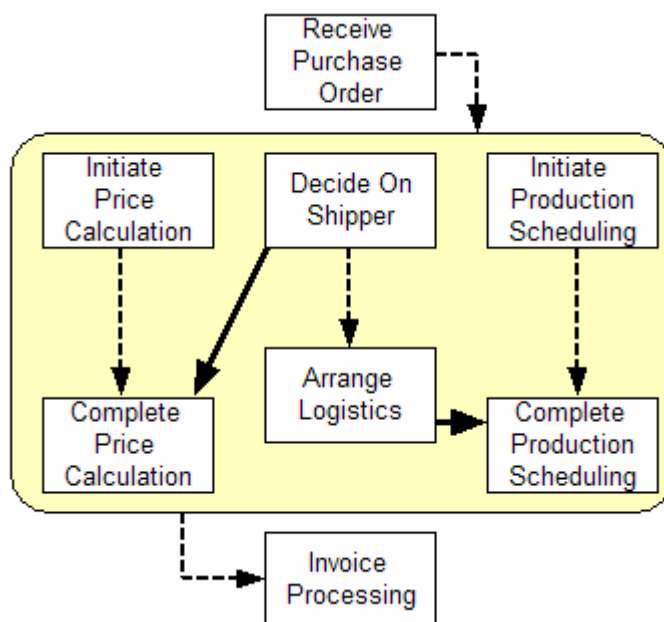 Receive
Purchase
Order
Initiate
Price
Calculation
Decide On
Shipper
Initiate
Production
Scheduling
Arrange
Logistics
Complete
Price
Calculation
Complete
Production
Scheduling
Invoice
Processing